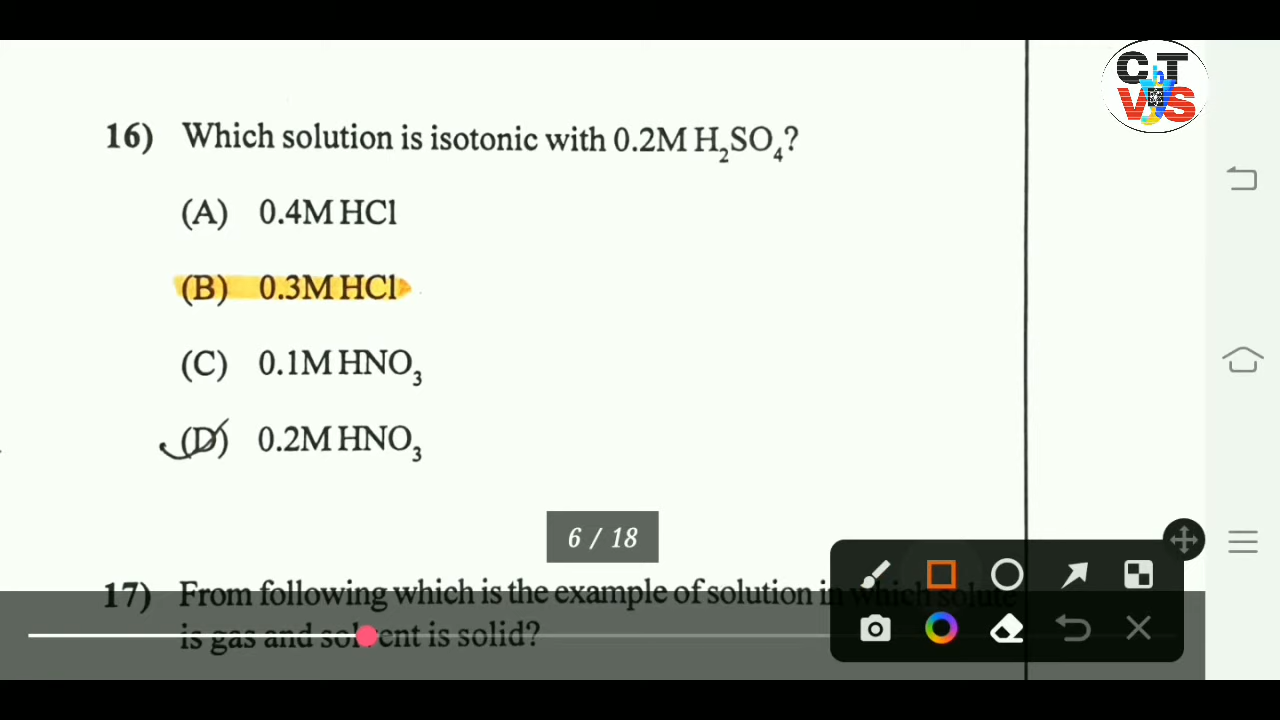 C T
V S
16) Which solution is isotonic with 0.2M H₂SO₄?
(A) 0.4M HCl
(B) 0.3M HCl
(C) 0.1M HNO₃
(D) 0.2M HNO₃
6 / 18
17) From following which is the example of solution in which solute
is gas and solvent is solid?